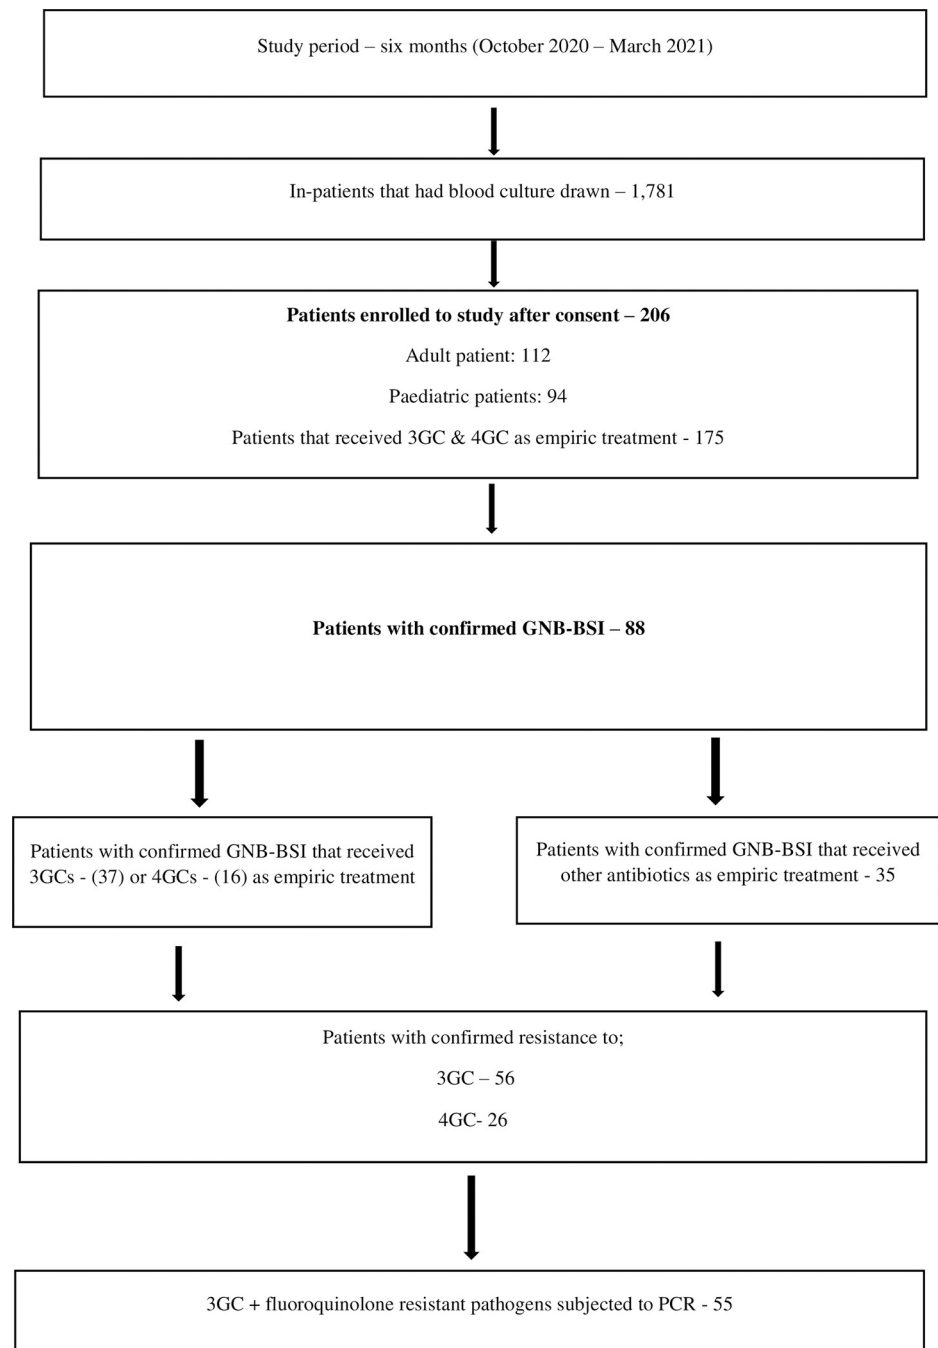 Study period – six months (October 2020 – March 2021)
In-patients that had blood culture drawn – 1,781
Patients enrolled to study after consent – 206
Adult patient: 112
Paediatric patients: 94
Patients that received 3GC & 4GC as empiric treatment - 175
Patients with confirmed GNB-BSI – 88
Patients with confirmed GNB-BSI that received
3GCs - (37) or 4GCs - (16) as empiric treatment
Patients with confirmed GNB-BSI that received
other antibiotics as empiric treatment - 35
Patients with confirmed resistance to;
3GC – 56
4GC- 26
3GC + fluoroquinolone resistant pathogens subjected to PCR - 55